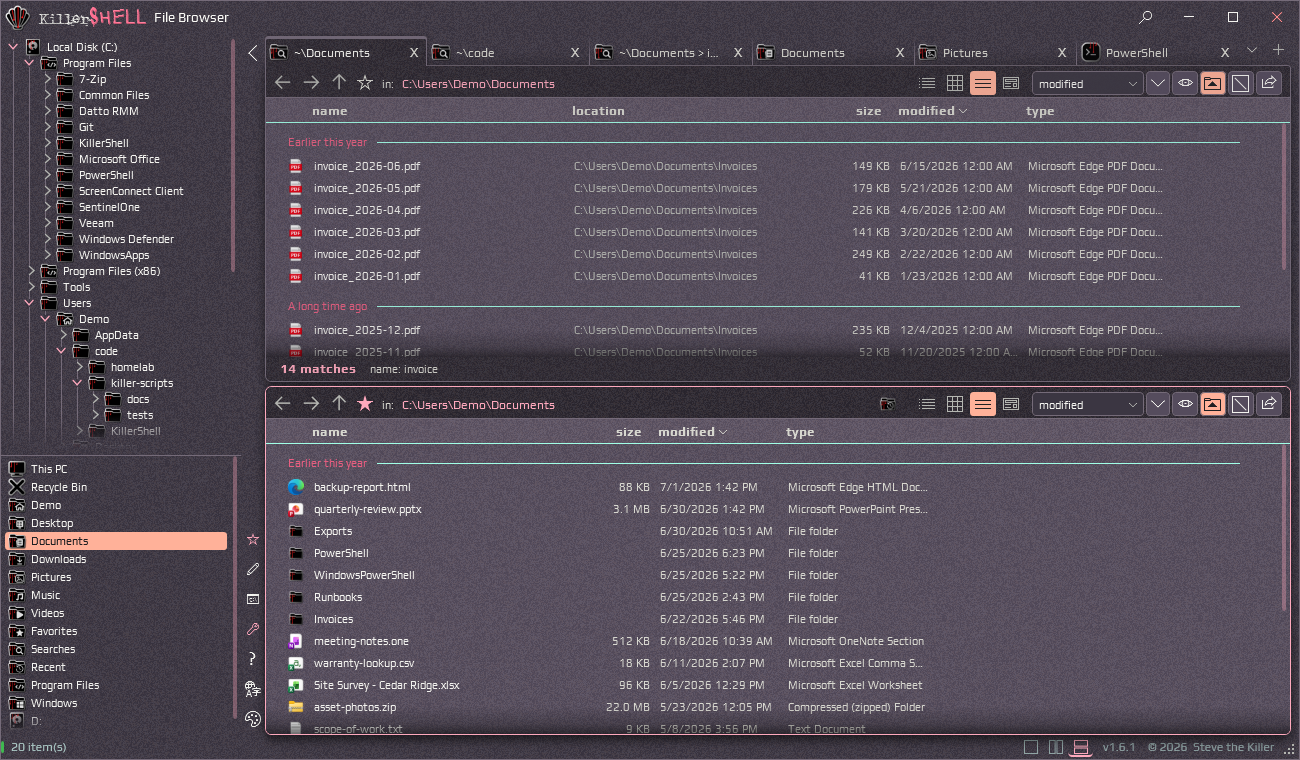 KillerSHELL File Browser
Local Disk (C:)
Program Files
7-Zip
Common Files
Datto RMM
Git
KillerShell
Microsoft Office
PowerShell
ScreenConnect Client
SentinelOne
Veeam
Windows Defender
WindowsApps
Program Files (x86)
Tools
Users
Demo
AppData
code
homelab
killer-scripts
docs
tests
KillerShell
This PC
Recycle Bin
Demo
Desktop
Documents
Downloads
Pictures
Music
Videos
Favorites
Searches
Recent
Program Files
Windows
D:
20 item(s)
~\Documents X ~\code X ~\Documents > i... X Documents X Pictures X PowerShell X
in: C:\Users\Demo\Documents modified
name location size modified type
Earlier this year
invoice_2026-06.pdf C:\Users\Demo\Documents\Invoices 149 KB 6/15/2026 12:00 AM Microsoft Edge PDF Docu...
invoice_2026-05.pdf C:\Users\Demo\Documents\Invoices 179 KB 5/21/2026 12:00 AM Microsoft Edge PDF Docu...
invoice_2026-04.pdf C:\Users\Demo\Documents\Invoices 226 KB 4/6/2026 12:00 AM Microsoft Edge PDF Docu...
invoice_2026-03.pdf C:\Users\Demo\Documents\Invoices 141 KB 3/20/2026 12:00 AM Microsoft Edge PDF Docu...
invoice_2026-02.pdf C:\Users\Demo\Documents\Invoices 249 KB 2/22/2026 12:00 AM Microsoft Edge PDF Docu...
invoice_2026-01.pdf C:\Users\Demo\Documents\Invoices 41 KB 1/23/2026 12:00 AM Microsoft Edge PDF Docu...
A long time ago
invoice_2025-12.pdf C:\Users\Demo\Documents\Invoices 235 KB 12/4/2025 12:00 AM Microsoft Edge PDF Docu...
invoice_2025-11.pdf C:\Users\Demo\Documents\Invoices 52 KB 11/20/2025 12:00 A... Microsoft Edge PDF Docu...
14 matches name: invoice
in: C:\Users\Demo\Documents modified
name size modified type
Earlier this year
backup-report.html 88 KB 7/1/2026 1:42 PM Microsoft Edge HTML Doc...
quarterly-review.pptx 3.1 MB 6/30/2026 1:42 PM Microsoft PowerPoint Pres...
Exports 6/30/2026 10:51 AM File folder
PowerShell 6/25/2026 6:23 PM File folder
WindowsPowerShell 6/25/2026 5:22 PM File folder
Runbooks 6/25/2026 2:43 PM File folder
Invoices 6/22/2026 5:46 PM File folder
meeting-notes.one 512 KB 6/18/2026 10:39 AM Microsoft OneNote Section
warranty-lookup.csv 18 KB 6/11/2026 2:07 PM Microsoft Excel Comma S...
Site Survey - Cedar Ridge.xlsx 96 KB 6/5/2026 12:29 PM Microsoft Excel Worksheet
asset-photos.zip 22.0 MB 5/23/2026 12:05 PM Compressed (zipped) Folder
scope-of-work.txt 9 KB 5/8/2026 3:56 PM Text Document
v1.6.1 © 2026 Steve the Killer